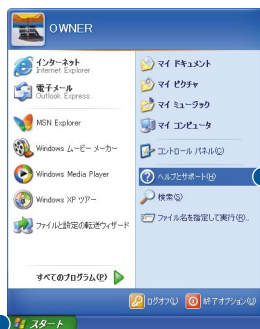 OWNER
インターネット
Internet Explorer
電子メール
Outlook Express
MSN Explorer
Windows ムービー メーカー
Windows Media Player
Windows XP ツアー
ファイルと設定の転送ウィザード
すべてのプログラム(P)
マイ ドキュメント
マイ ピクチャ
マイ ミュージック
マイ コンピュータ
コントロール パネル(C)
ヘルプとサポート(H)
検索(S)
ファイル名を指定して実行(R)...
ログオフ(L)
終了オプション(U)
スタート